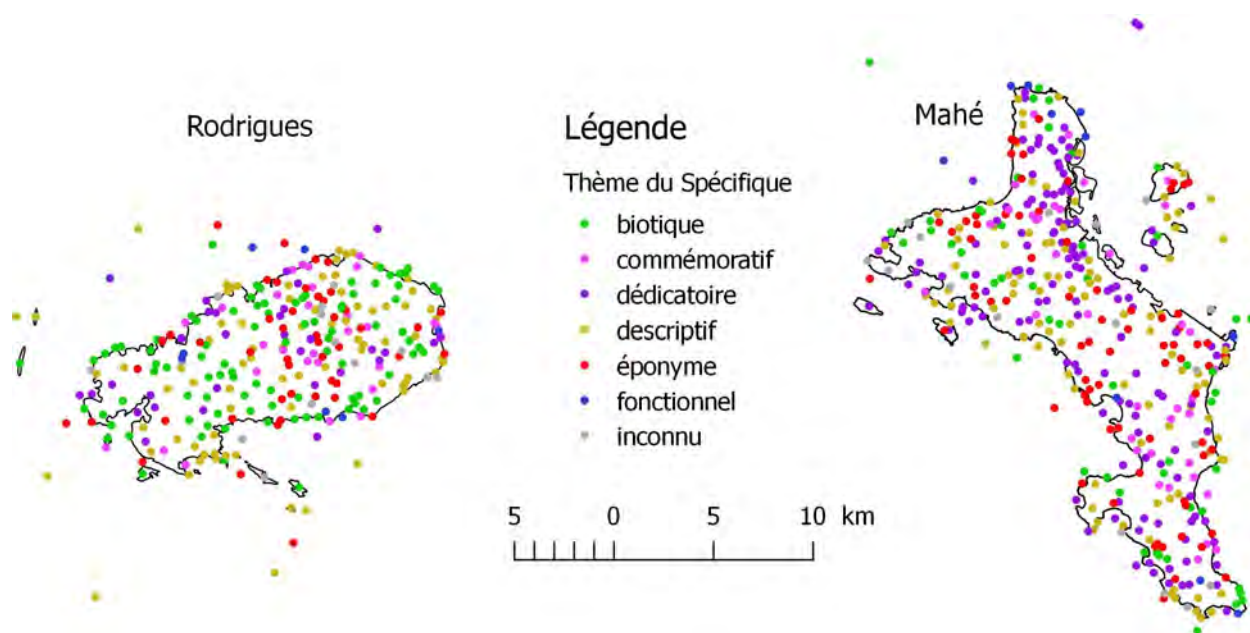 Rodrigues
Légende
Thème du Spécifique
biotique
commémoratif
dédicatoire
descriptif
éponyme
fonctionnel
inconnu
5 0 5 10 km
Mahé